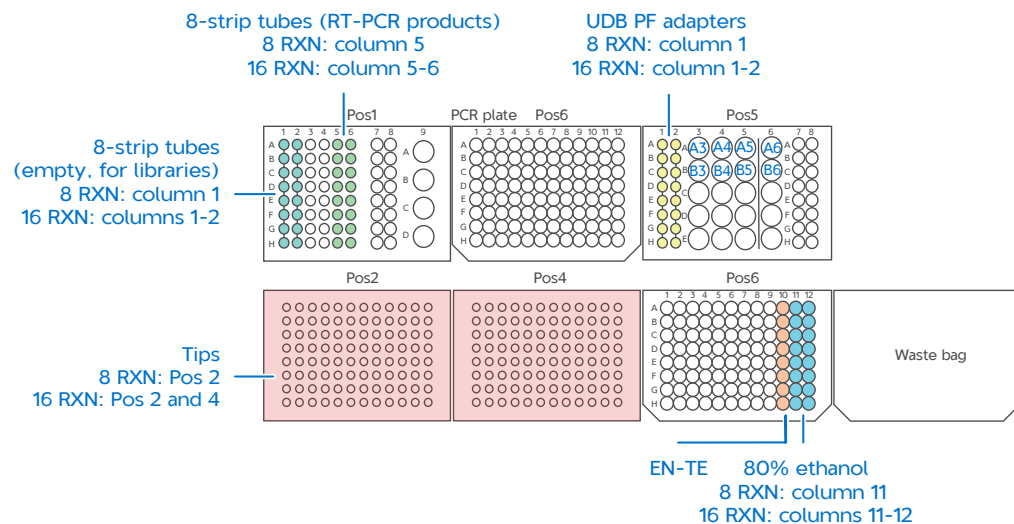 8-strip tubes (RT-PCR products)
8 RXN: column 5
16 RXN: column 5-6
UDB PF adapters
8 RXN: column 1
16 RXN: column 1-2
8-strip tubes
(empty, for libraries)
8 RXN: column 1
16 RXN: columns 1-2
Pos1
1 2 3 4 5 6 7 8 9
A
B
C
D
E
F
G
H
A
B
C
D
PCR plate Pos6
1 2 3 4 5 6 7 8 9 10 11 12
A
B
C
D
E
F
G
H
Pos5
1 2 3 4 5 6 7 8
A
B
C
D
E
F
G
H
A A3 A4 A5 A6
B B3 B4 B5 B6
C
D
E
A
B
C
D
E
F
G
H
Tips
8 RXN: Pos 2
16 RXN: Pos 2 and 4
Pos2
Pos4
Pos6
1 2 3 4 5 6 7 8 9 10 11 12
A
B
C
D
E
F
G
H
Waste bag
EN-TE
80% ethanol
8 RXN: column 11
16 RXN: columns 11-12